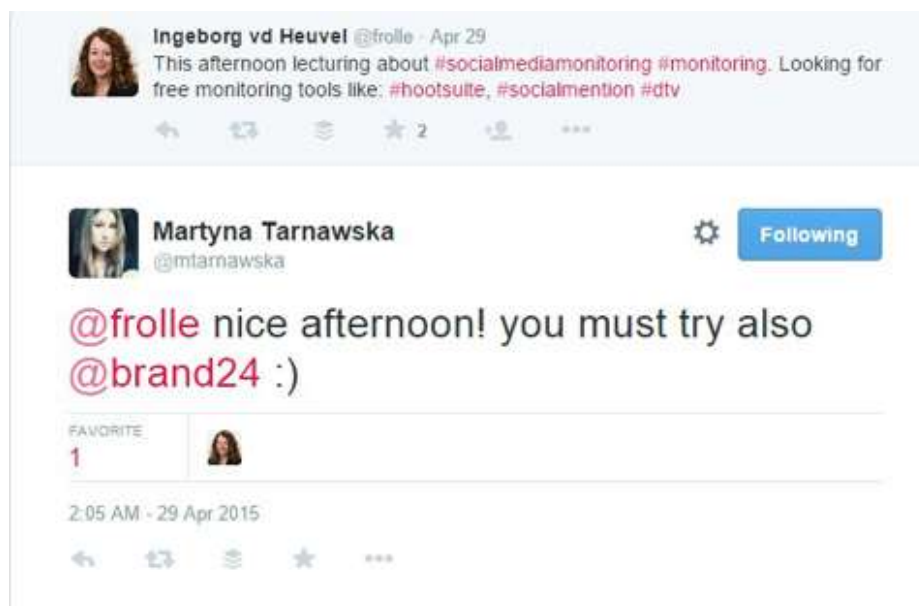 Ingeborg vd Heuvel @frolle · Apr 29
This afternoon lecturing about #socialmediamonitoring #monitoring. Looking for
free monitoring tools like: #hootsuite, #socialmention #dtv
2
Martyna Tarnawska
Following
@mtarnawska
@frolle nice afternoon! you must try also
@brand24 :)
FAVORITE
1
2:05 AM - 29 Apr 2015